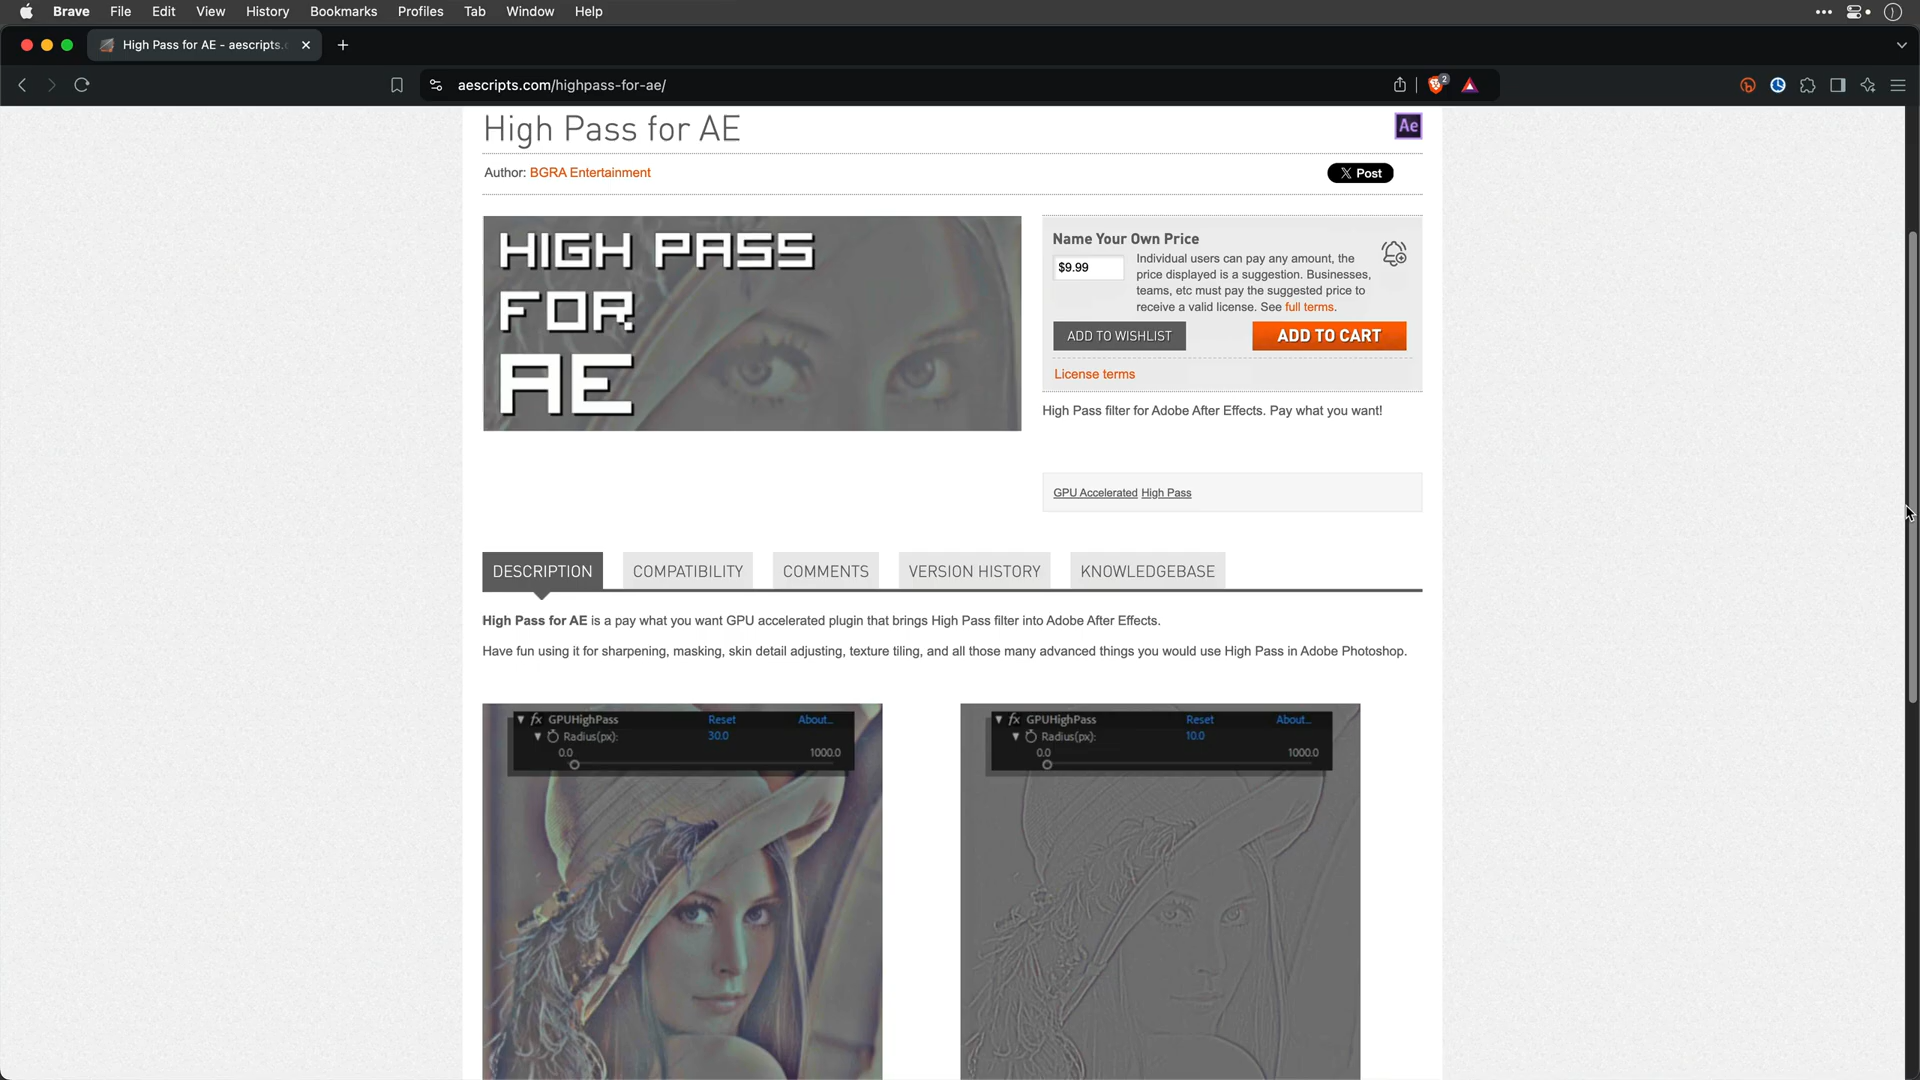 Brave File Edit View History Bookmarks Profiles Tab Window Help
High Pass for AE - aescripts.c
aescripts.com/highpass-for-ae/
2
High Pass for AE
Ae
Author: BGRA Entertainment
X Post
HIGH PASS
FOR
AE
Name Your Own Price
$9.99
Individual users can pay any amount, the
price displayed is a suggestion. Businesses,
teams, etc must pay the suggested price to
receive a valid license. See full terms.
ADD TO WISHLIST
ADD TO CART
License terms
High Pass filter for Adobe After Effects. Pay what you want!
GPU Accelerated High Pass
DESCRIPTION COMPATIBILITY COMMENTS VERSION HISTORY KNOWLEDGEBASE
High Pass for AE is a pay what you want GPU accelerated plugin that brings High Pass filter into Adobe After Effects.
Have fun using it for sharpening, masking, skin detail adjusting, texture tiling, and all those many advanced things you would use High Pass in Adobe Photoshop.
fx GPUHighPass Reset About...
Radius(px): 30.0
0.0 1000.0
fx GPUHighPass Reset About...
Radius(px): 10.0
0.0 1000.0